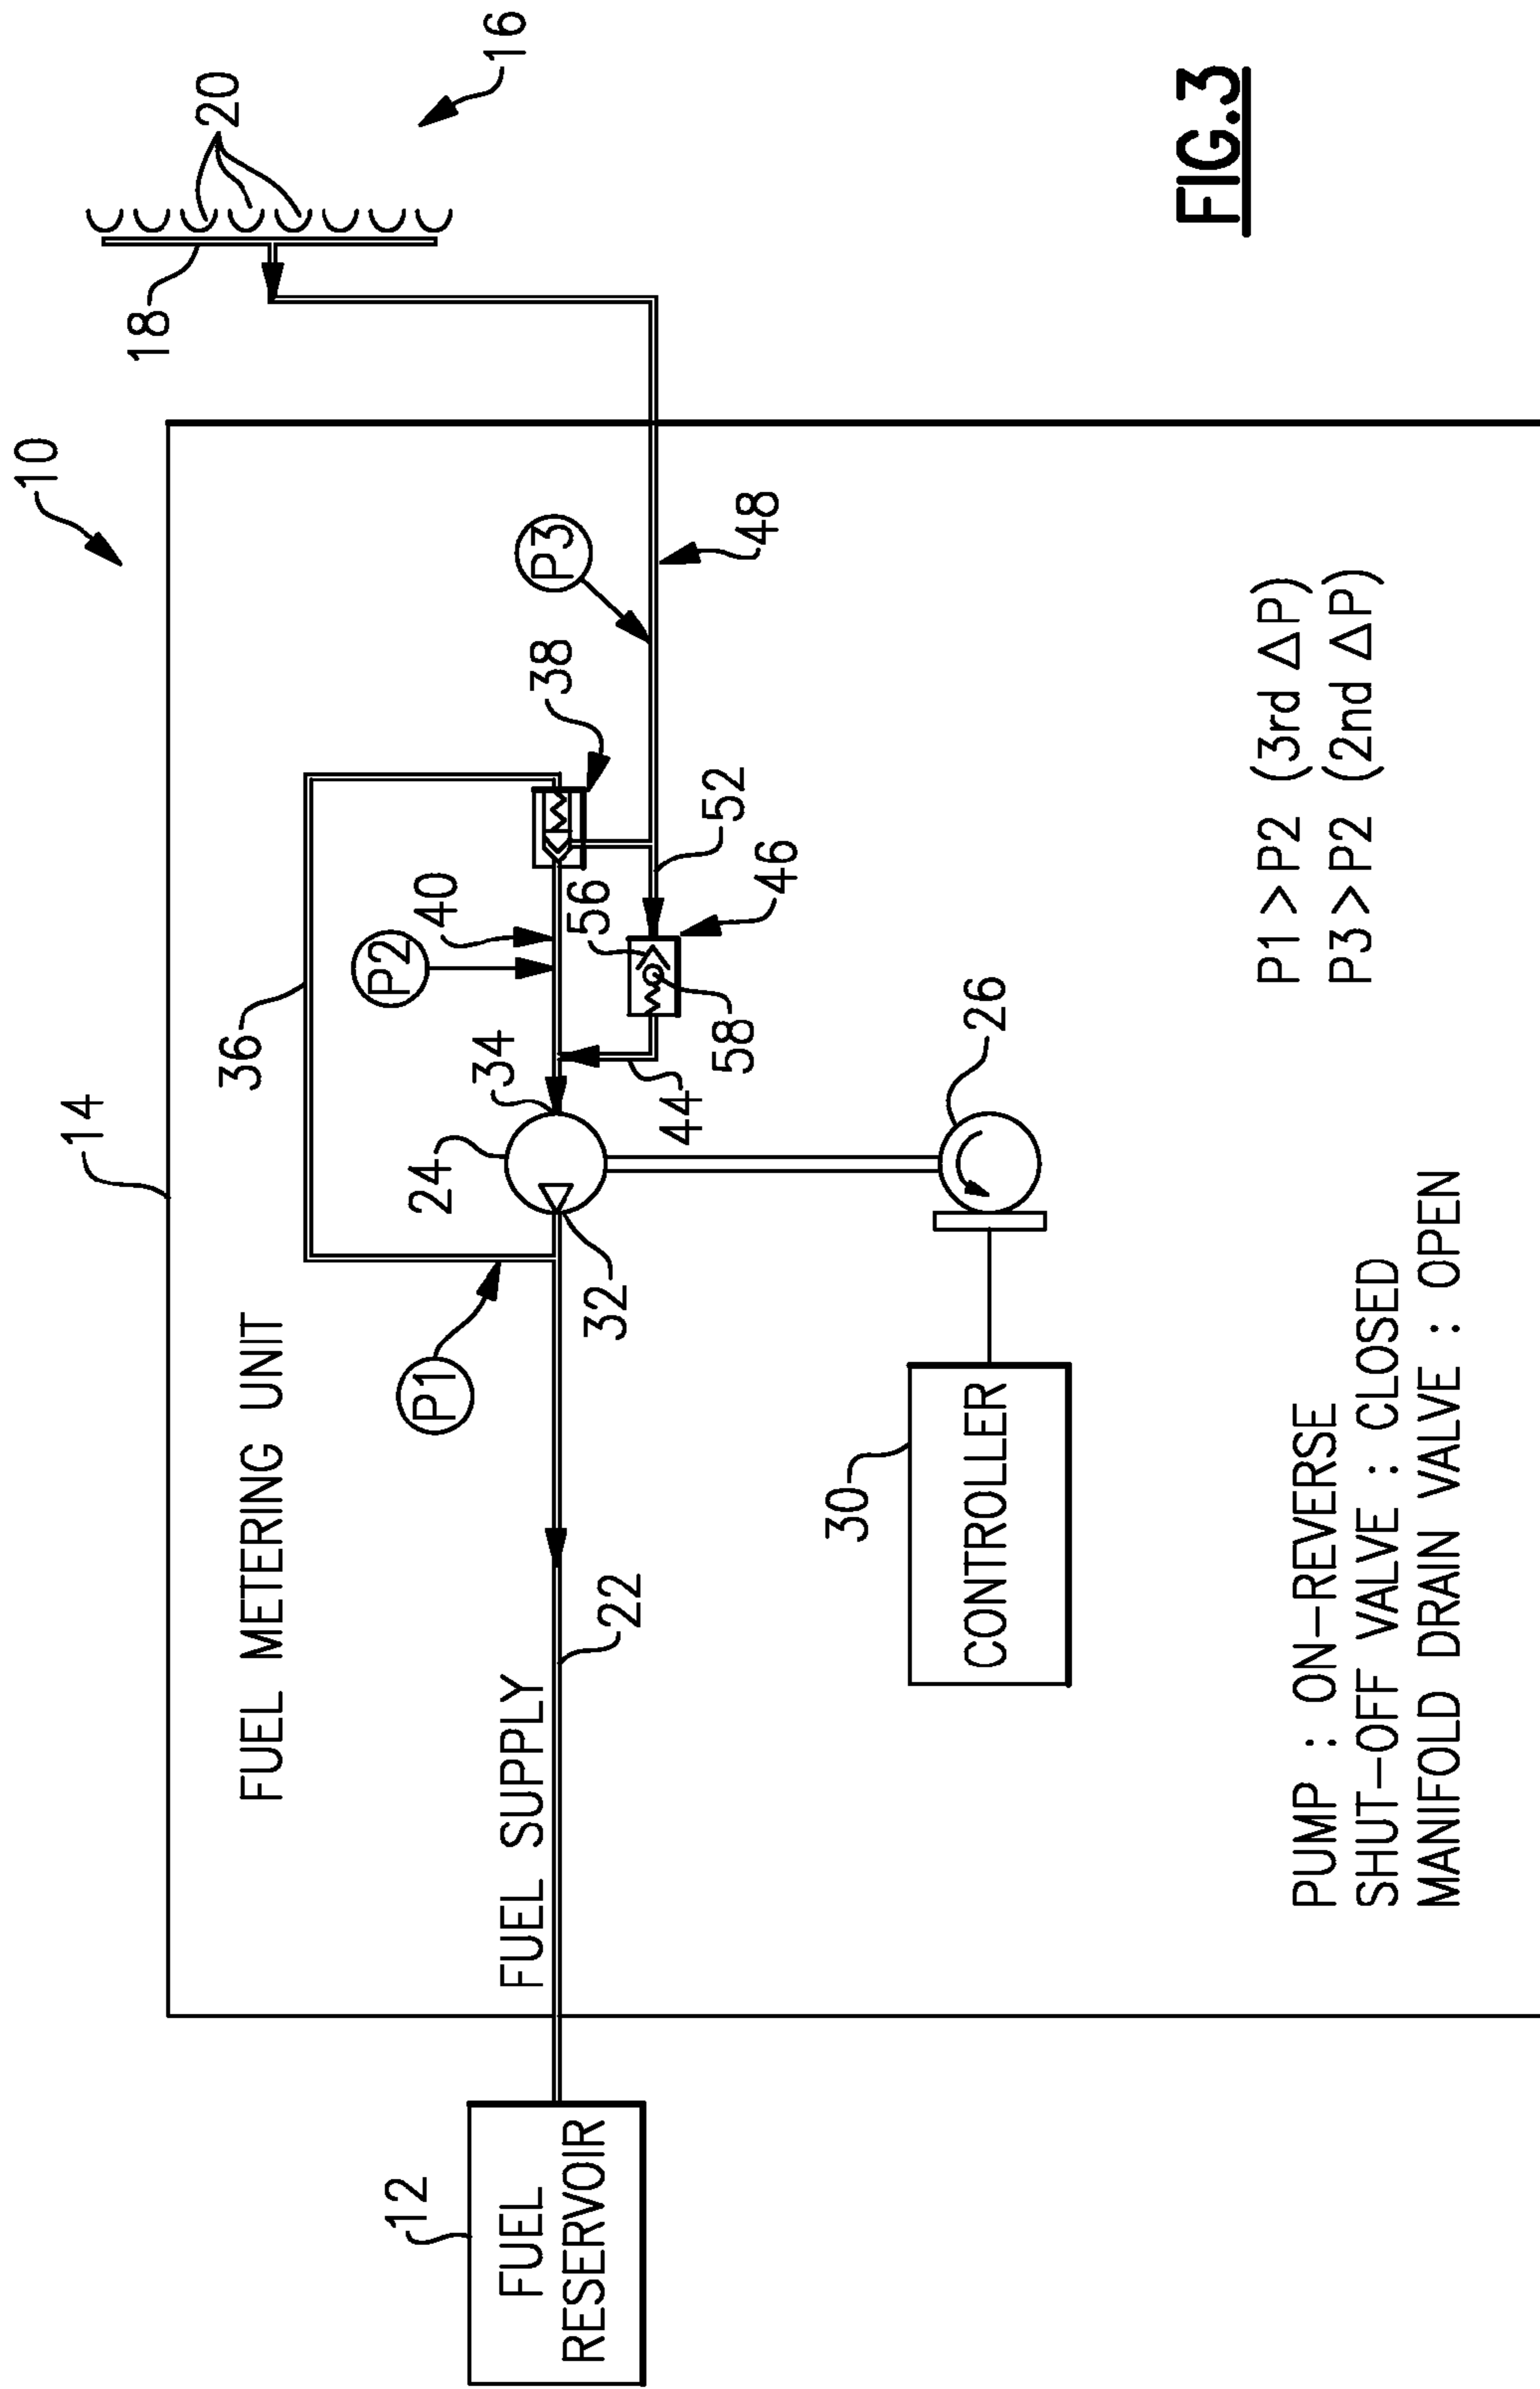 10
14
FUEL METERING UNIT
36
P1
P2
40
24
34
P3
38
18
20
16
12
FUEL
RESERVOIR
FUEL SUPPLY
22
32
44
56
58
46
52
48
30
CONTROLLER
26
PUMP : ON-REVERSE
SHUT-OFF VALVE : CLOSED
MANIFOLD DRAIN VALVE : OPEN
P1>P2 (3rd △P)
P3>P2 (2nd △P)
FIG.3